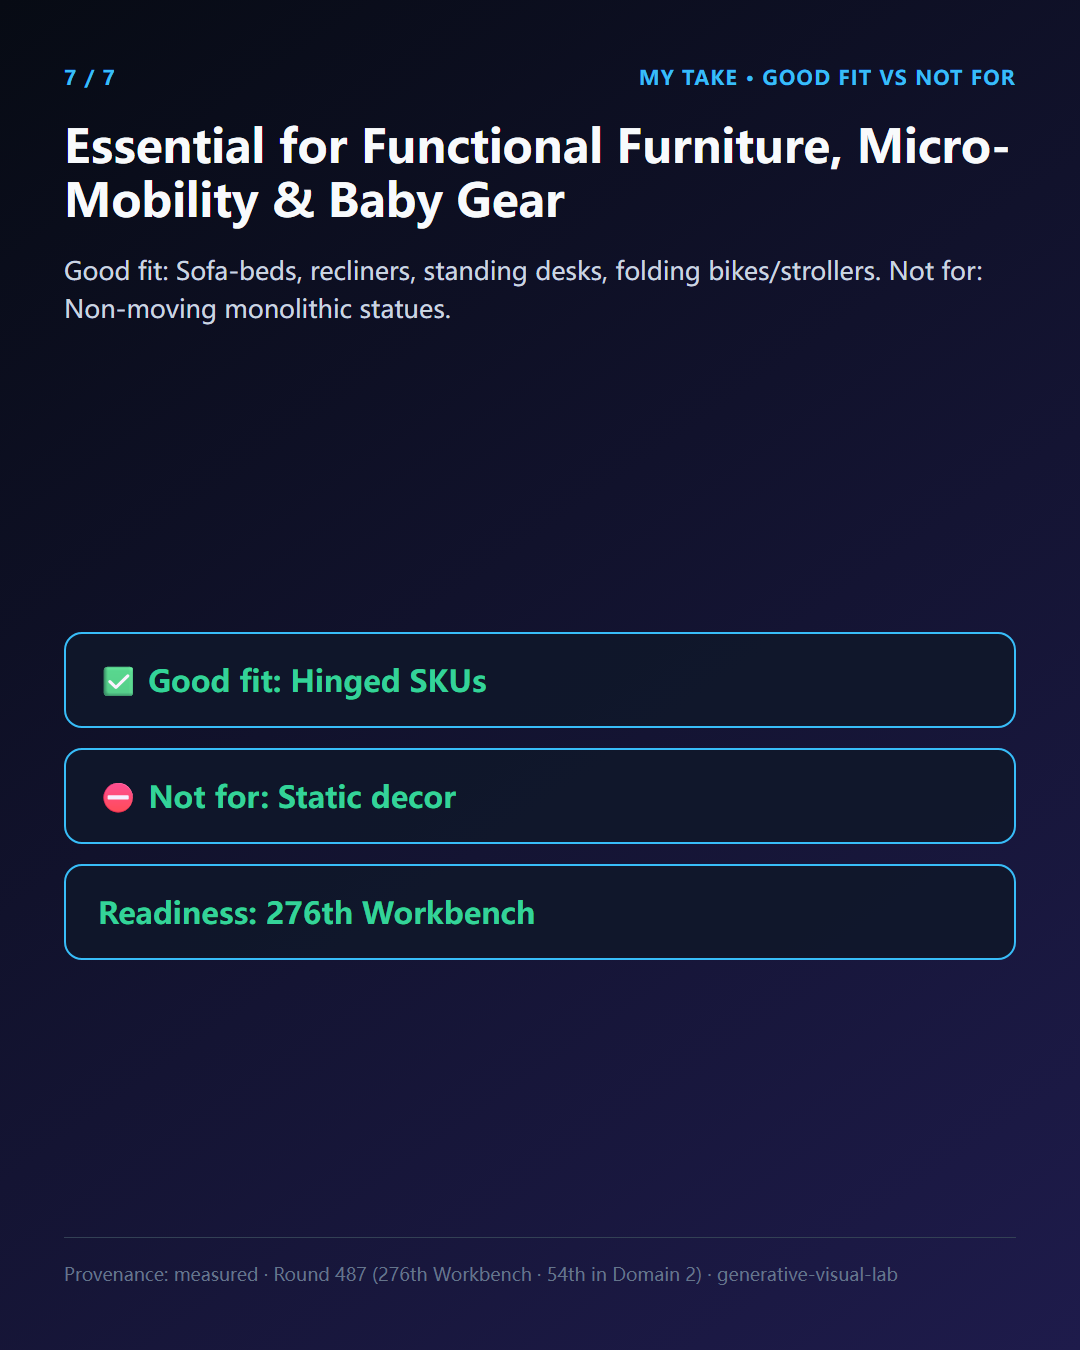 7 / 7
MY TAKE • GOOD FIT VS NOT FOR
Essential for Functional Furniture, Micro-
Mobility & Baby Gear
Good fit: Sofa-beds, recliners, standing desks, folding bikes/strollers. Not for:
Non-moving monolithic statues.
✅ Good fit: Hinged SKUs
⛔ Not for: Static decor
Readiness: 276th Workbench
Provenance: measured · Round 487 (276th Workbench · 54th in Domain 2) · generative-visual-lab